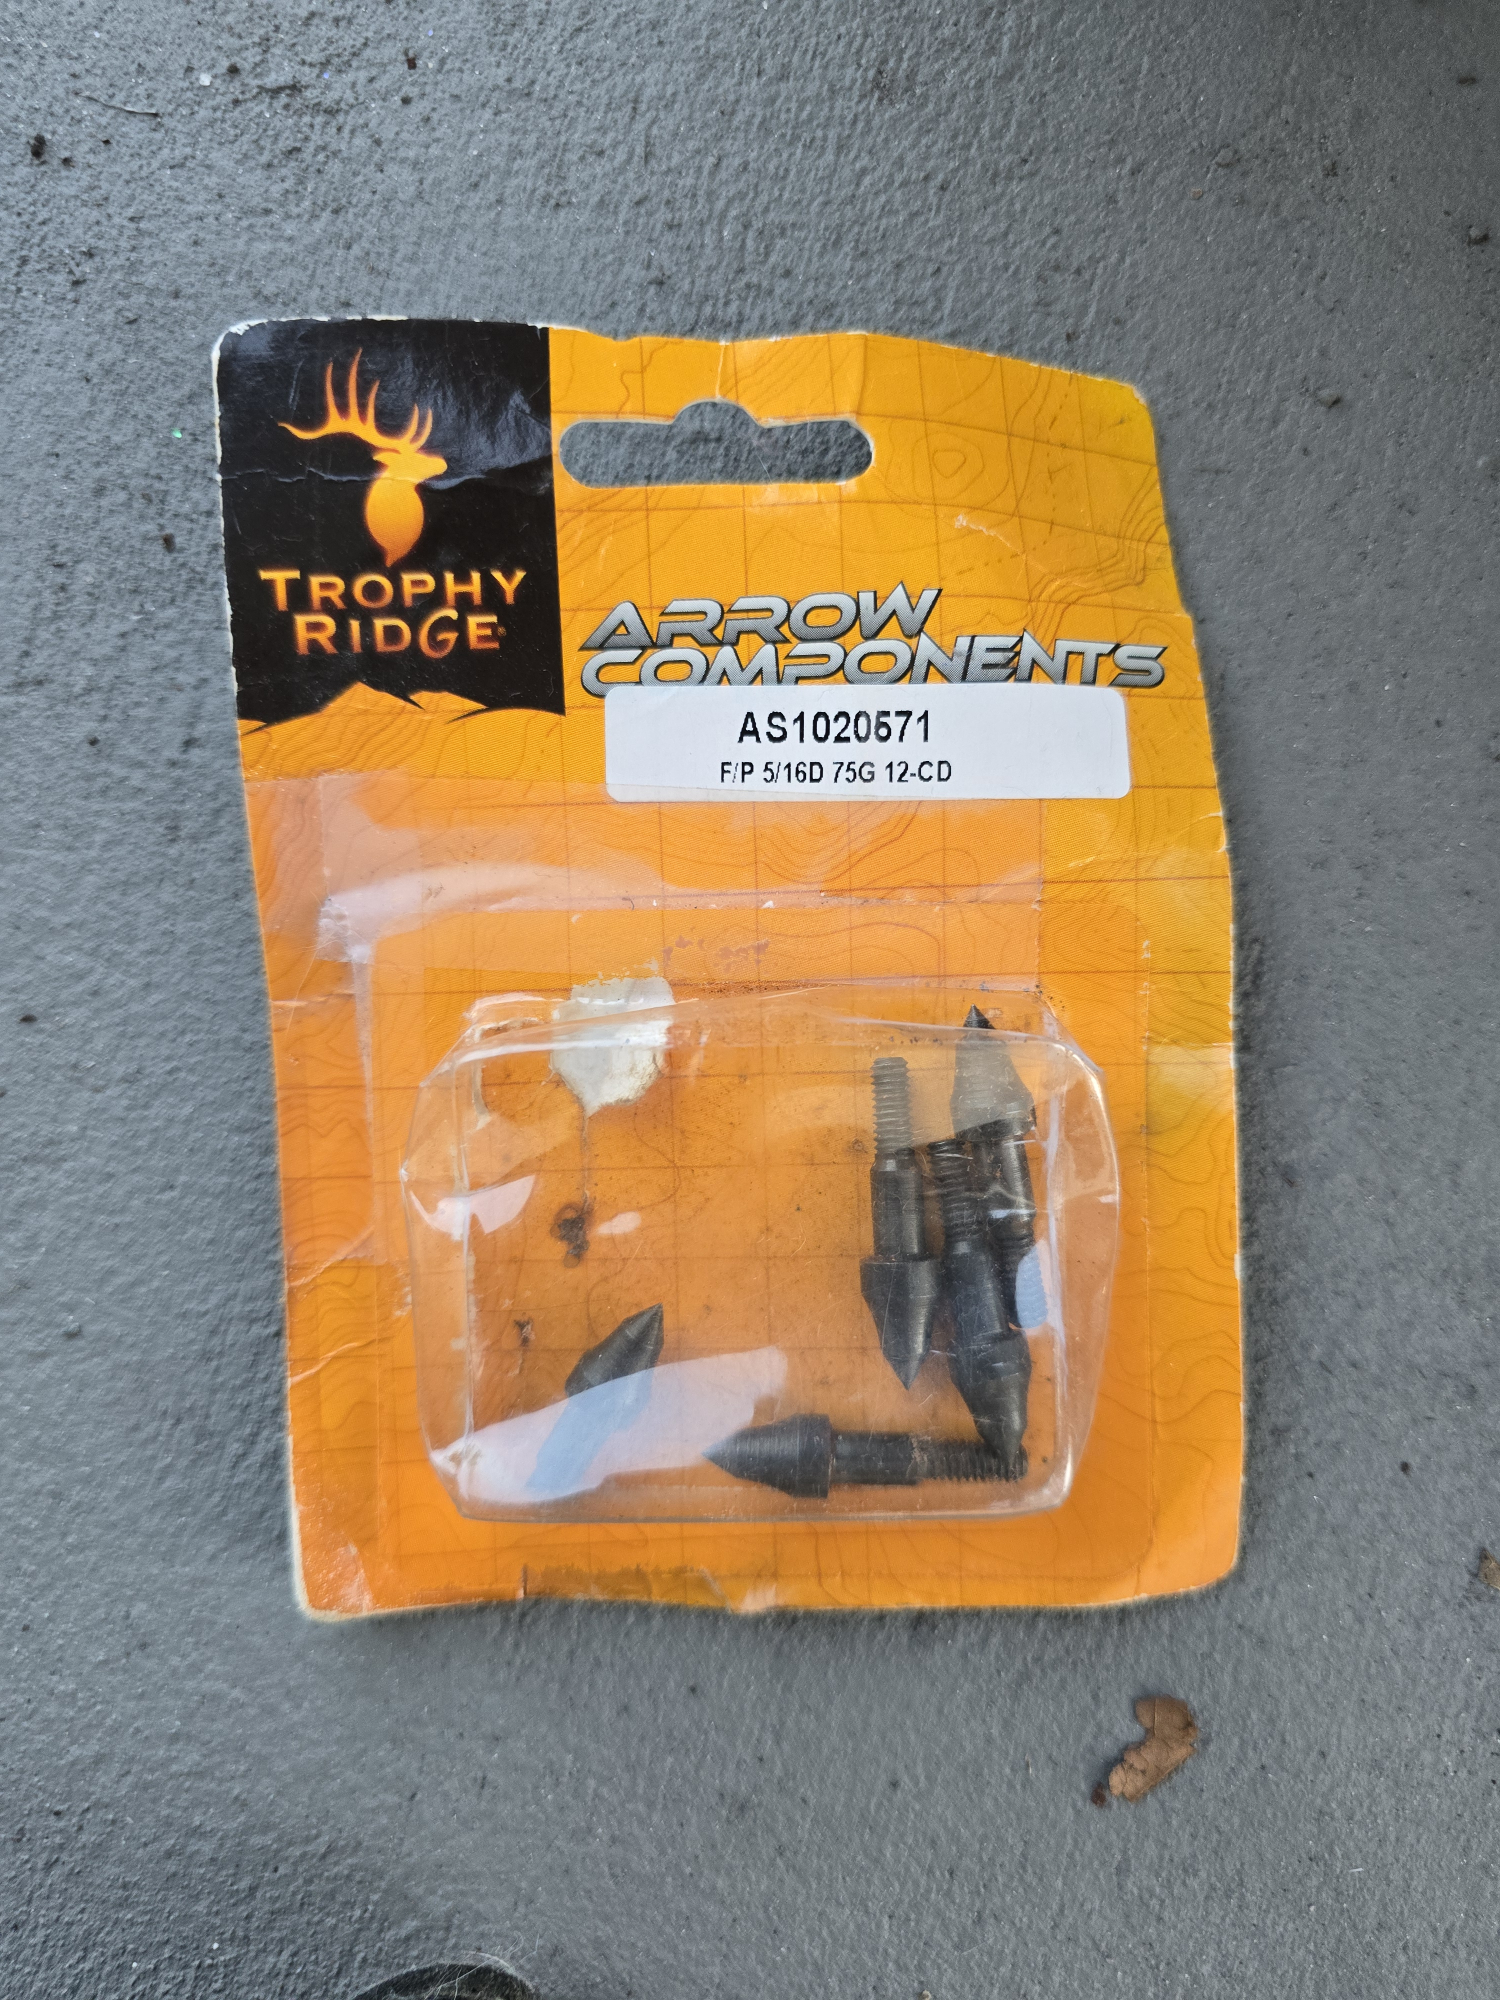 TROPHY
RIDGE
ARROW
COMPONENTS
AS1020571
F/P 5/16D 75G 12-CD